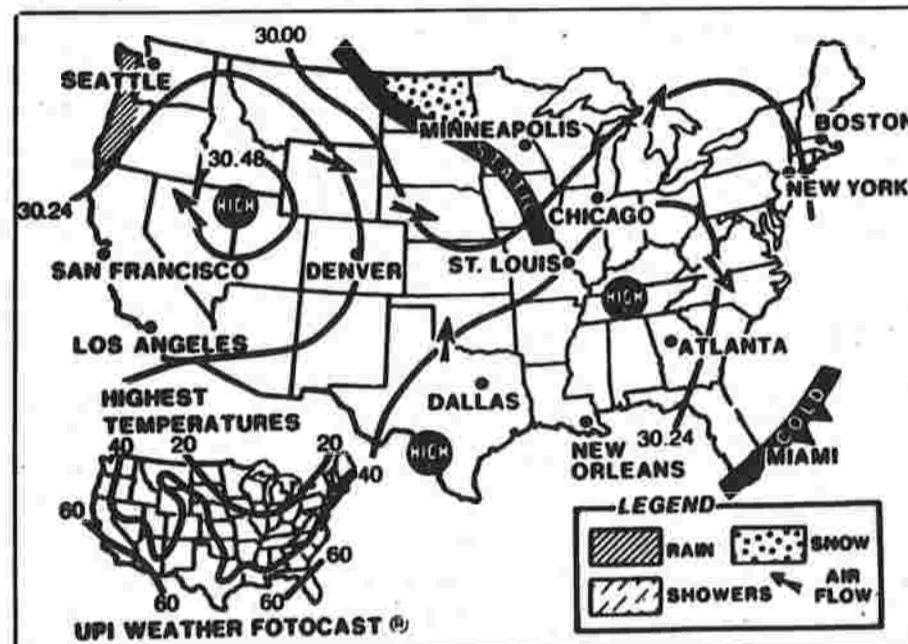 30.00
SEATTLE
MINNEAPOLIS
BOSTON
30.48
STATIC
30.24
HIGH
NEW YORK
CHICAGO
SAN FRANCISCO
DENVER
ST. LOUIS
HIGH
LOS ANGELES
ATLANTA
HIGHEST
TEMPERATURES
DALLAS
COLD
40
20
20
40
HIGH
NEW
ORLEANS
30.24
MIAMI
60
60
60
60
LEGEND
RAIN
SNOW
SHOWERS
AIR
FLOW
UPI WEATHER FOTOCAST ®